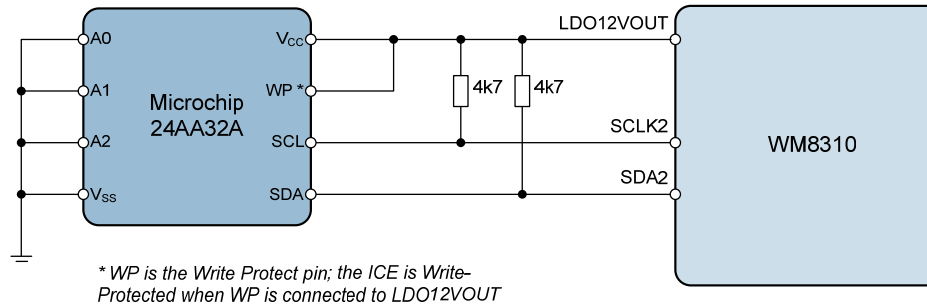 LDO12VOUT
A0
VCC
A1
WP *
4k7
4k7
Microchip
24AA32A
SCLK2
A2
SCL
WM8310
SDA2
VSS
SDA
* WP is the Write Protect pin; the ICE is Write-
Protected when WP is connected to LDO12VOUT